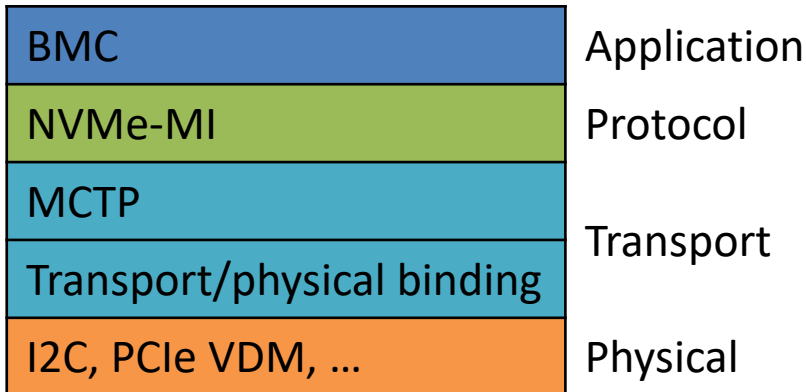 BMC
Application
NVMe-MI
Protocol
MCTP
Transport
Transport/physical binding
I2C, PCIe VDM, ...
Physical